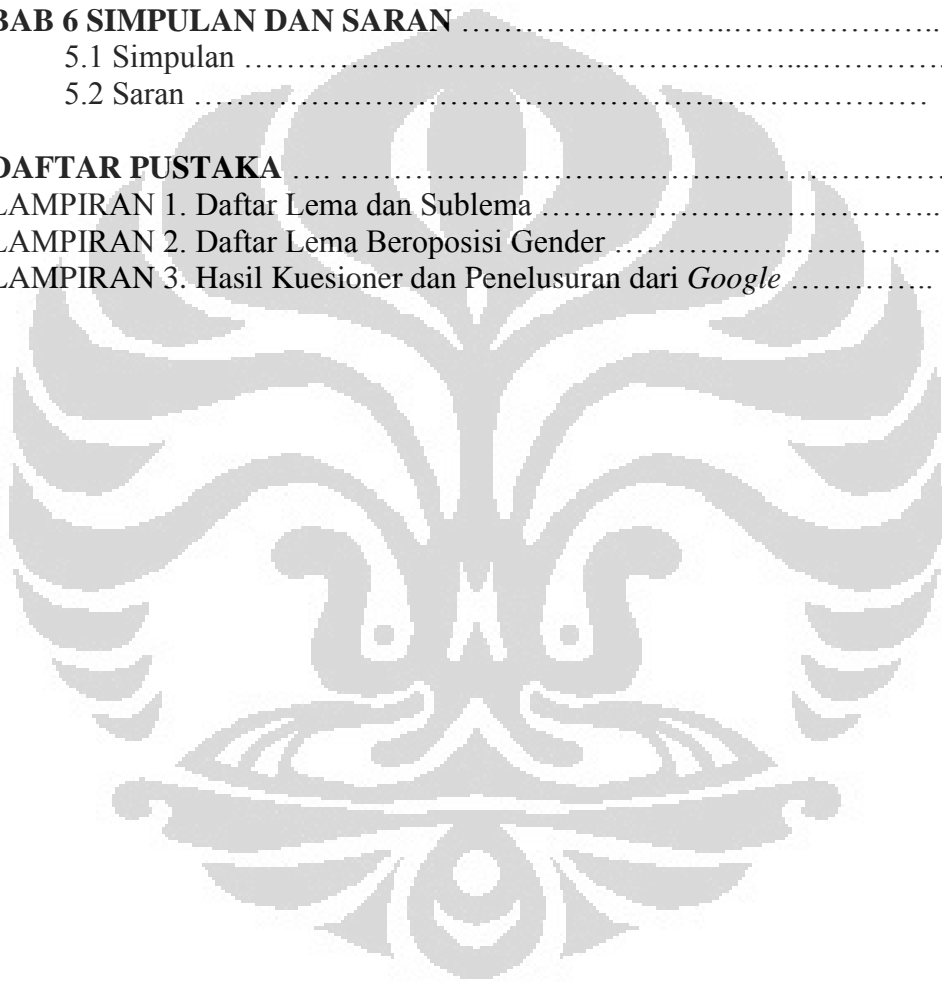 BAB 6 SIMPULAN DAN SARAN ……………………..………………..
5.1 Simpulan ……………………………………………...………….
5.2 Saran ……………………………………………………………

DAFTAR PUSTAKA …. ………………………………………………….
LAMPIRAN 1. Daftar Lema dan Sublema ………………………………..
LAMPIRAN 2. Daftar Lema Beroposisi Gender …………………………..
LAMPIRAN 3. Hasil Kuesioner dan Penelusuran dari Google …………..